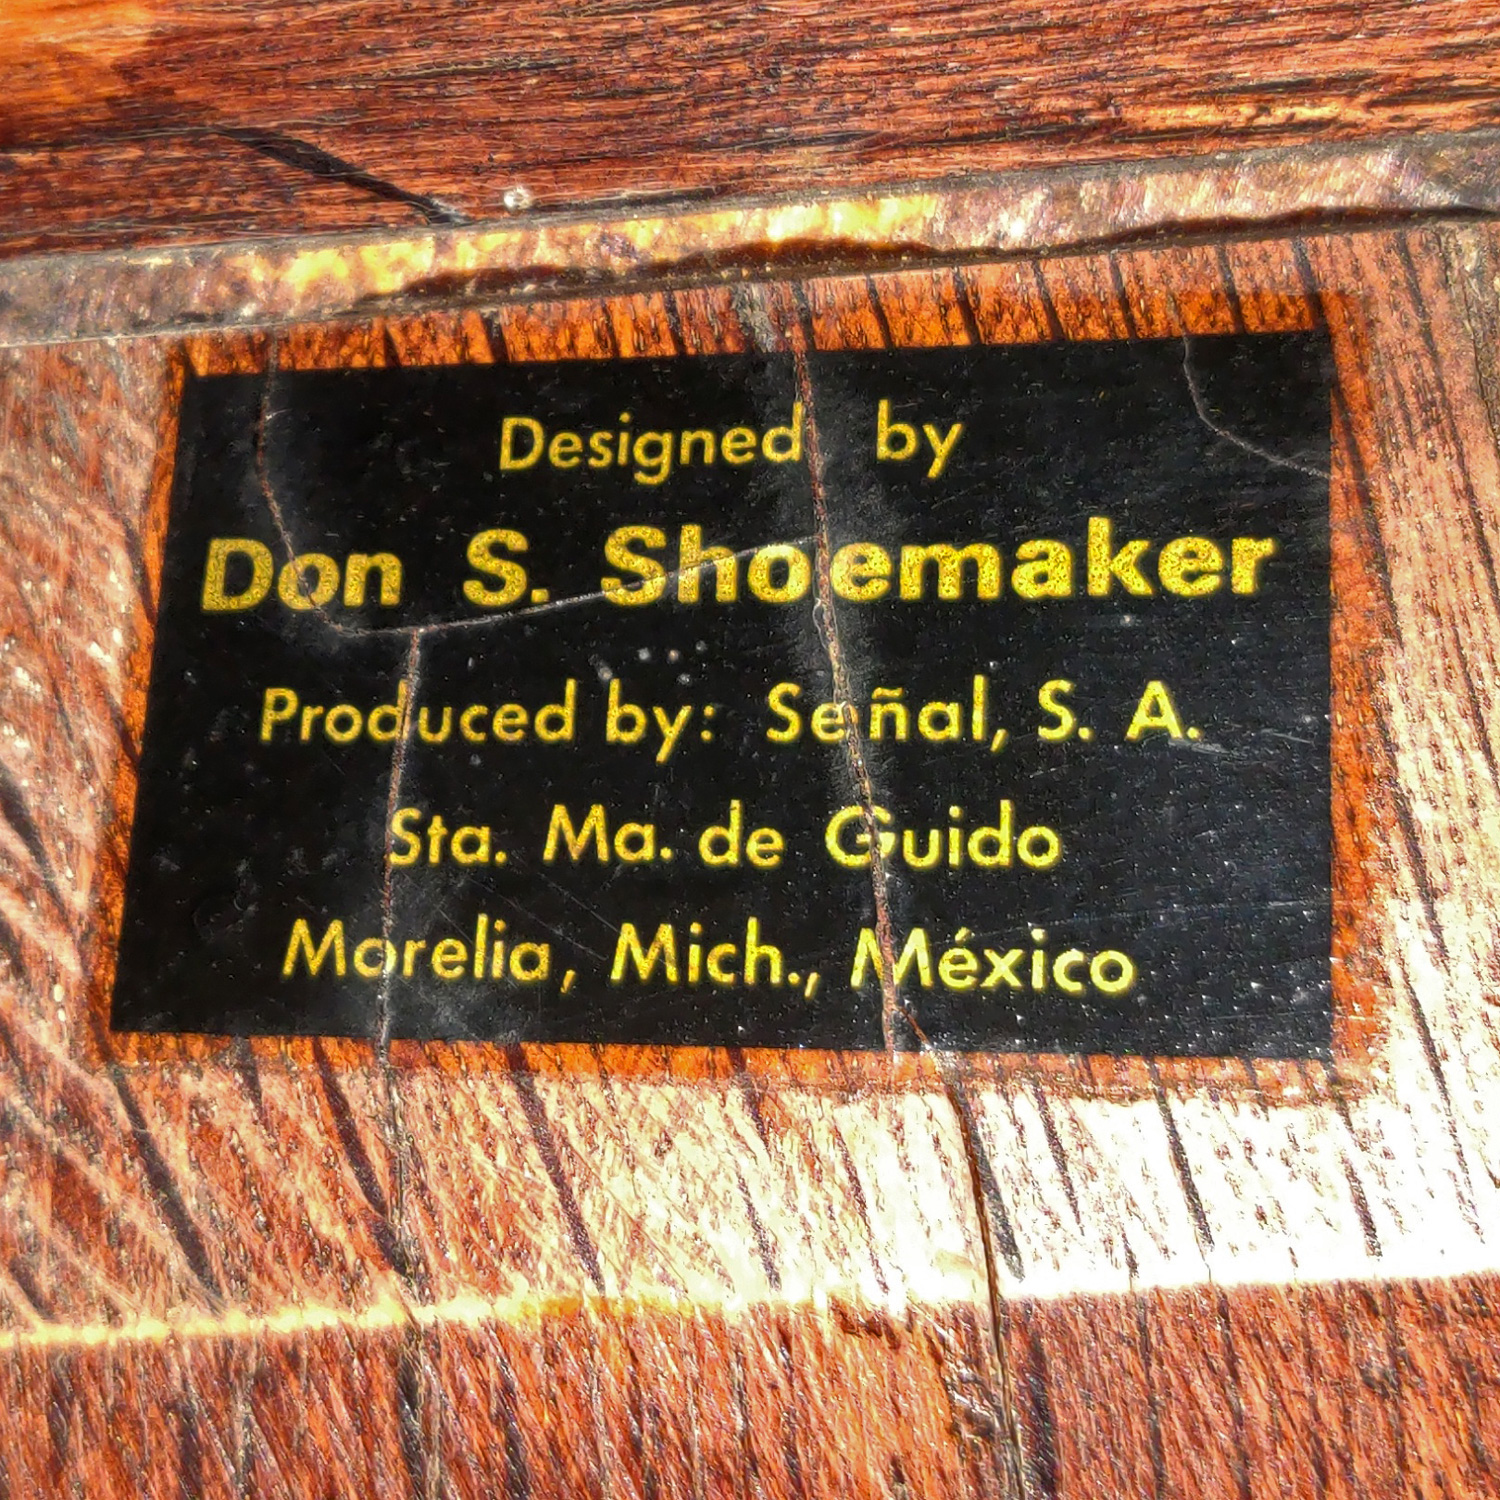 Designed by
Don S. Shoemaker
Produced by: Señal, S. A.
Sta. Ma. de Guido
Morelia, Mich., México